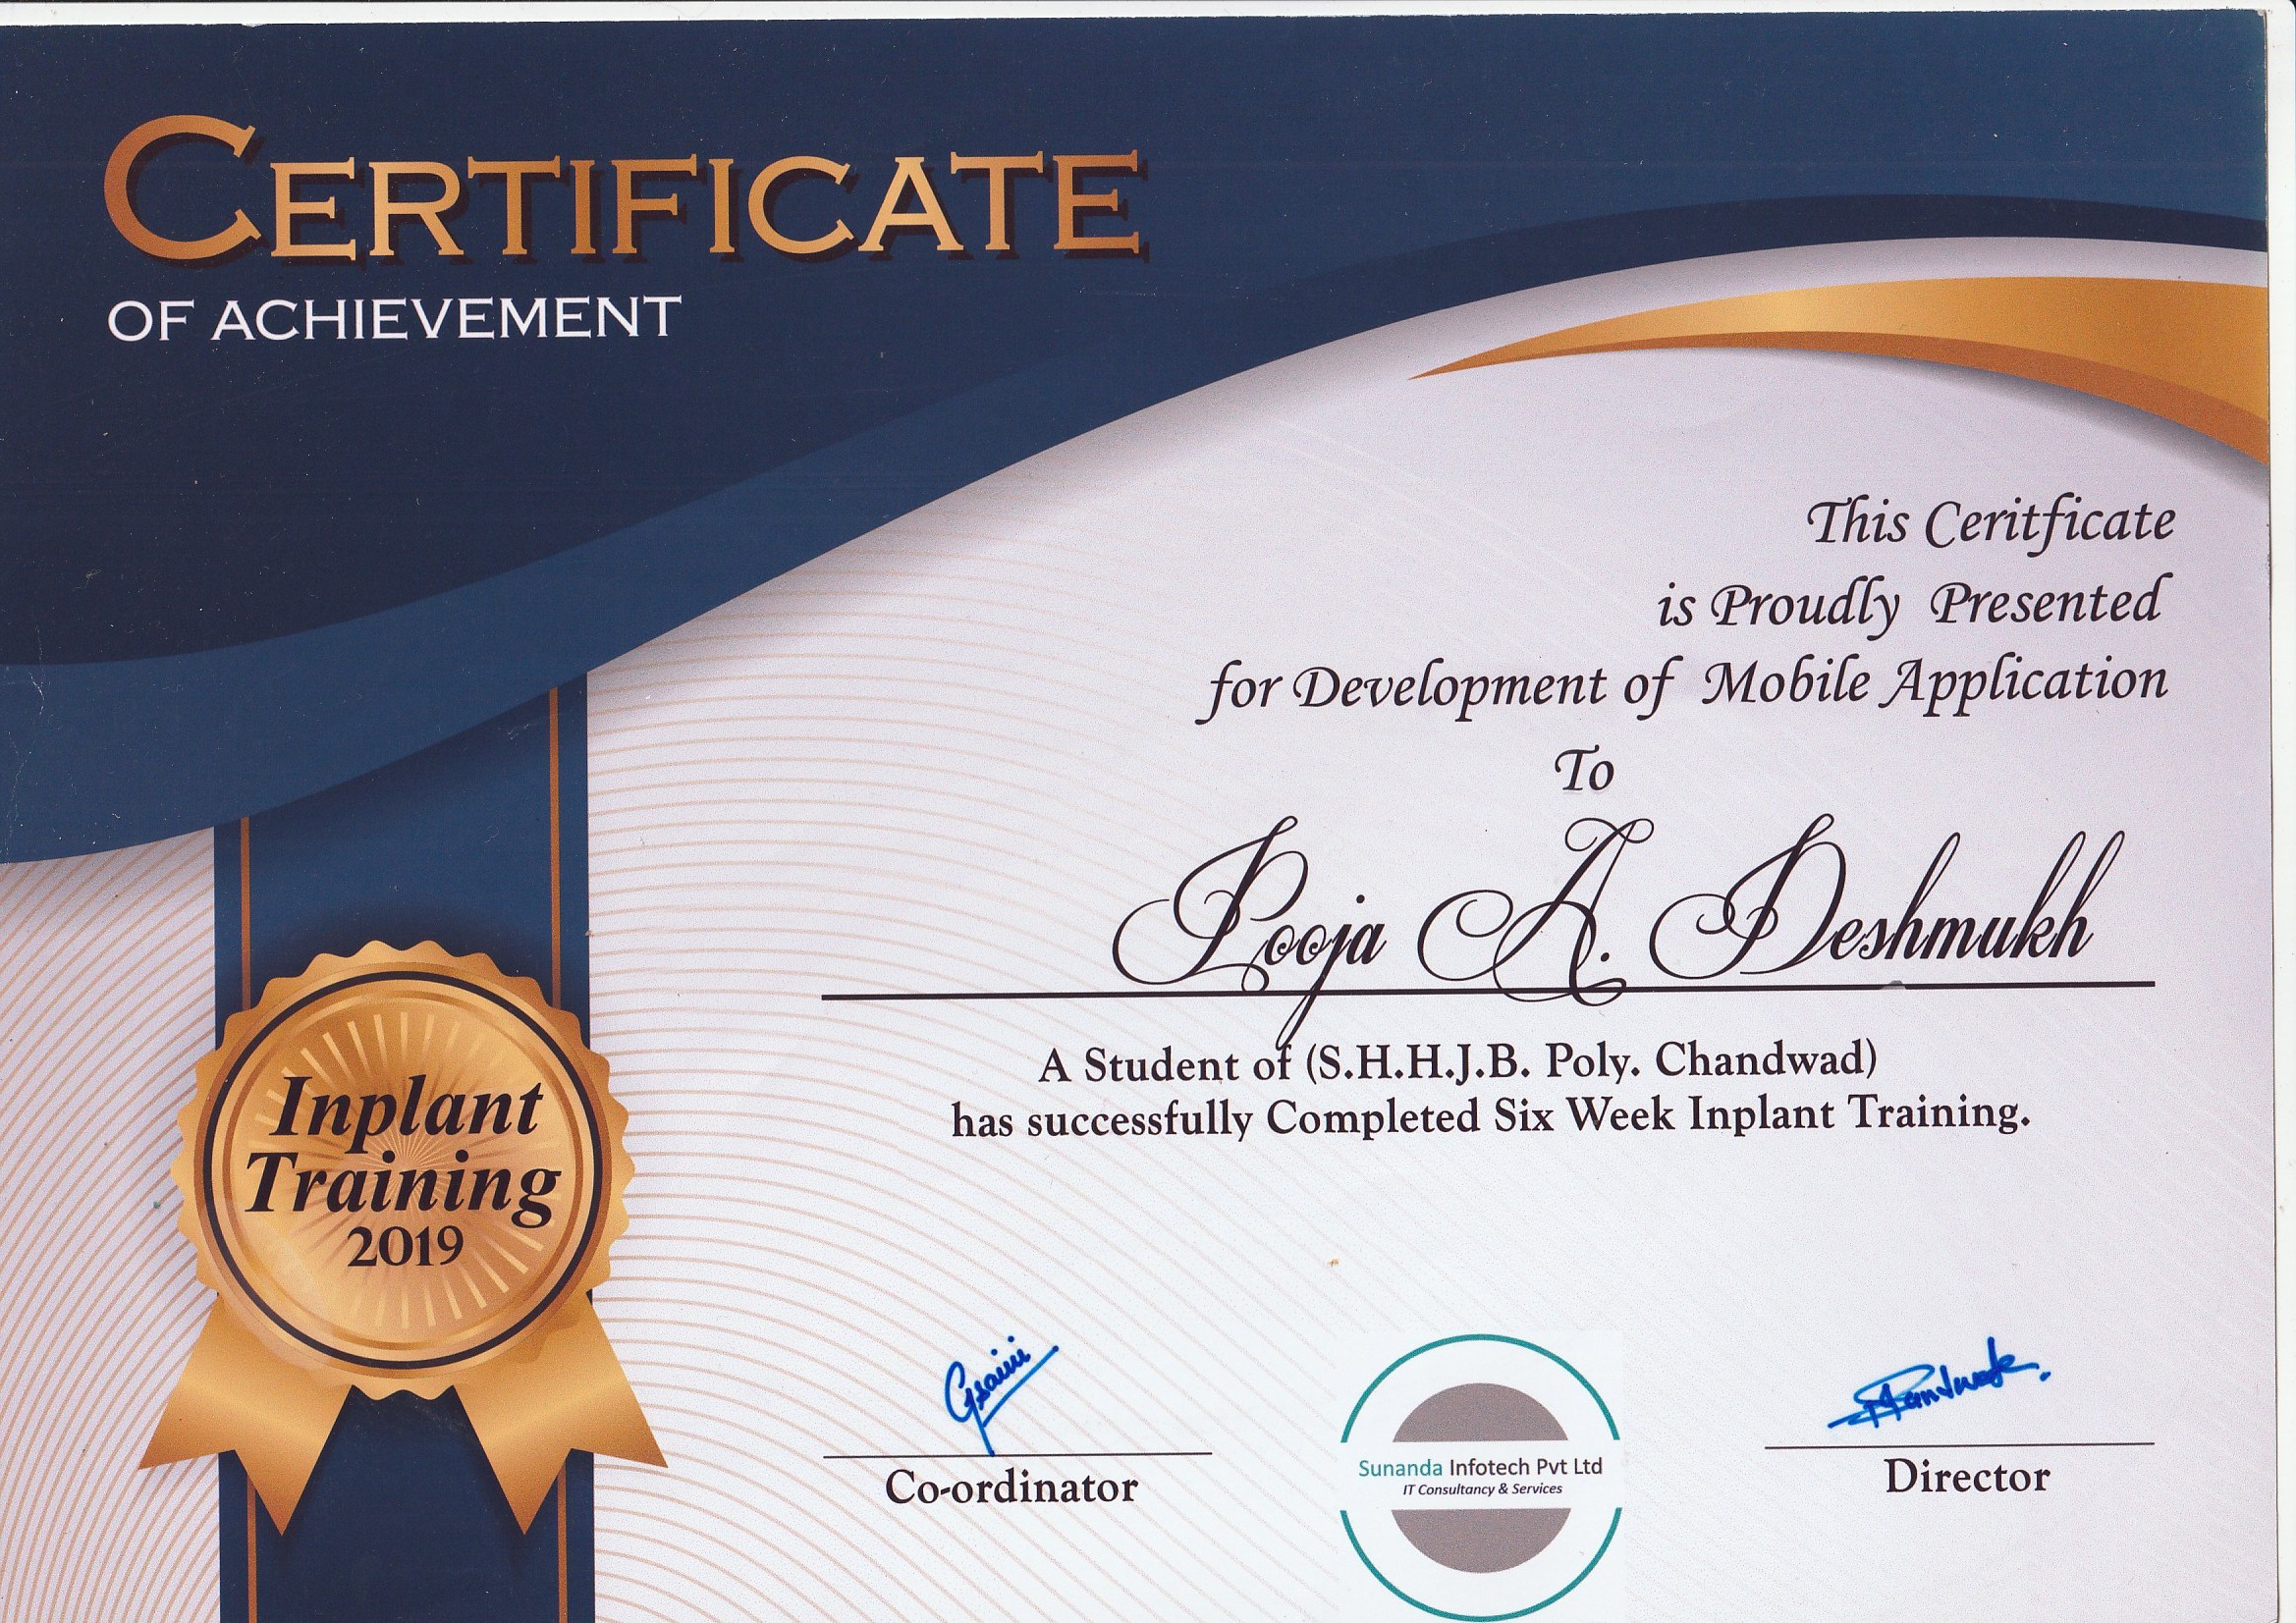 CERTIFICATE
OF ACHIEVEMENT
This Ceritficate
is Proudly Presented
for Development of Mobile Application
To
Pooja A. Deshmukh
A Student of (S.H.H.J.B. Poly. Chandwad)
has successfully Completed Six Week Inplant Training.
Inplant
Training
2019
Gsaini
Co-ordinator
Sunanda Infotech Pvt Ltd
IT Consultancy & Services
Director